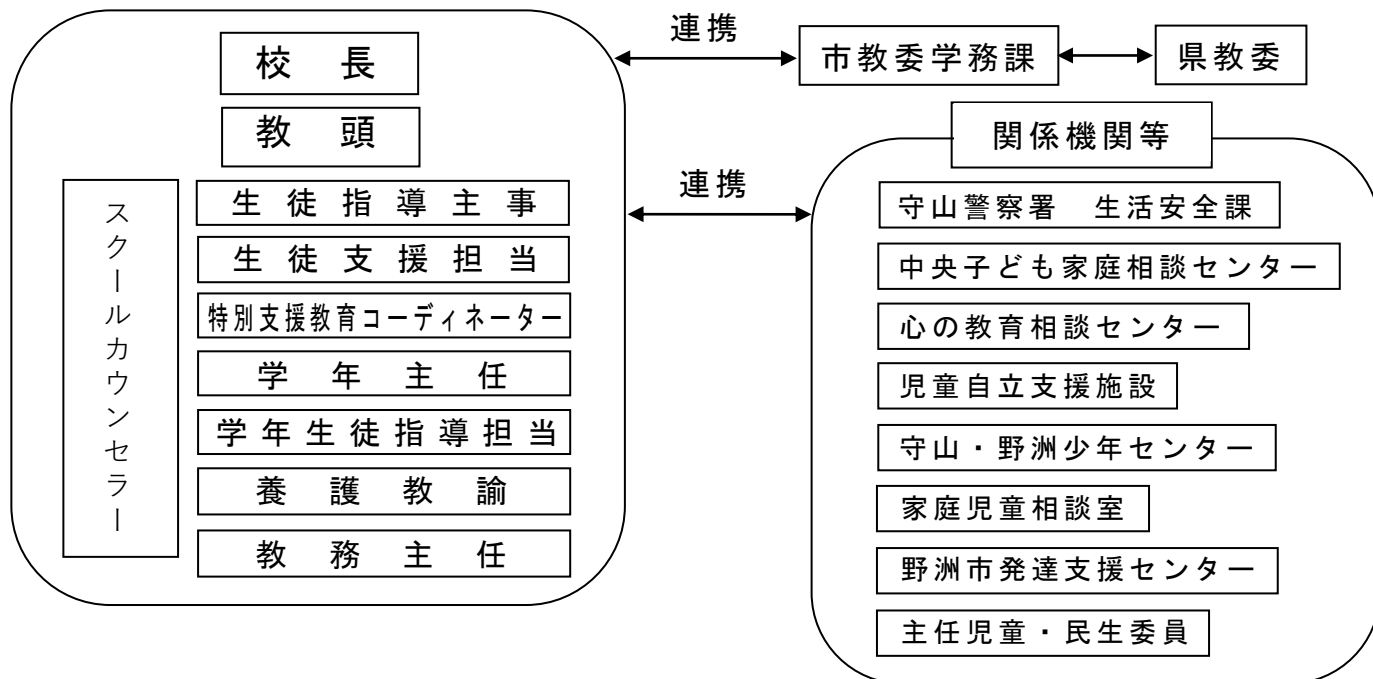 校長
教頭
スクールカウンセラー
生徒指導主事
生徒支援担当
特別支援教育コーディネーター
学年主任
学年生徒指導担当
養護教諭
教務主任
連携
市教委学務課
県教委
連携
関係機関等
守山警察署　生活安全課
中央子ども家庭相談センター
心の教育相談センター
児童自立支援施設
守山・野洲少年センター
家庭児童相談室
野洲市発達支援センター
主任児童・民生委員